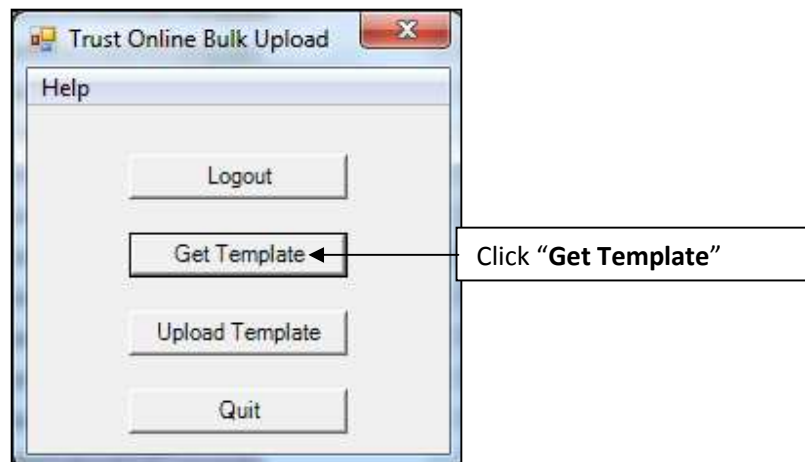 Trust Online Bulk Upload
Help
Logout
Get Template
Click “Get Template”
Upload Template
Quit